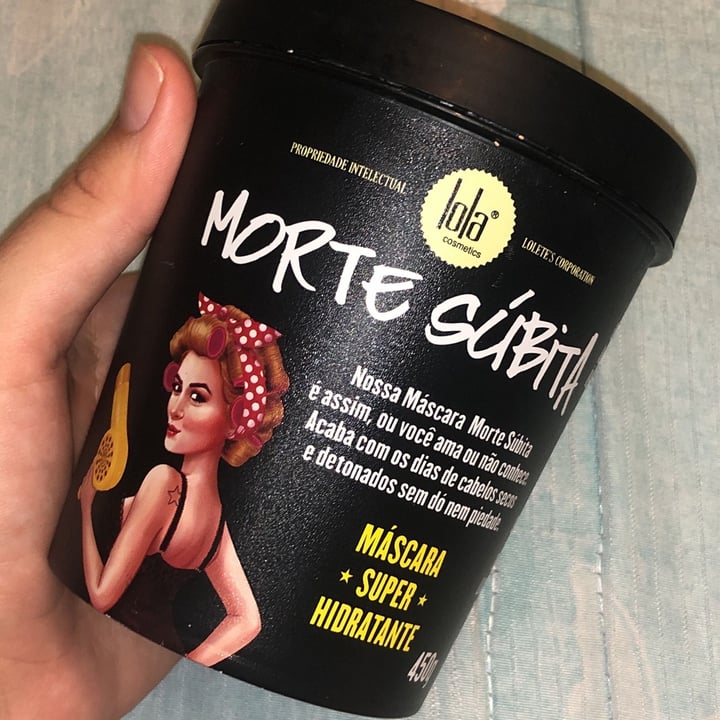 PROPRIEDADE INTELECTUAL
lola®
cosmetics
LOLETE'S CORPORATION
MORTE SÚBITA
Nossa Máscara Morte Súbita
é assim, ou você ama ou não conhece.
Acaba com os dias de cabelos secos
e detonados sem dó nem piedade.
MÁSCARA
★ SUPER ★
HIDRATANTE
450g